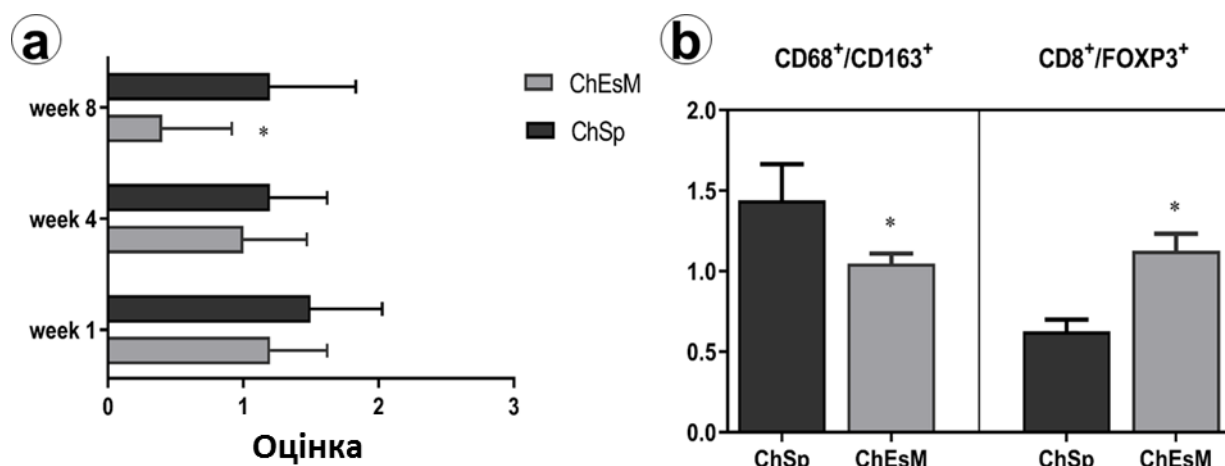 a
week 8
*
week 4
week 1
0 1 2 3
Оцінка
ChEsM
ChSp
b
CD68⁺/CD163⁺ CD8⁺/FOXP3⁺
2.0
1.5
1.0
0.5
0.0
* *
ChSp ChEsM ChSp ChEsM